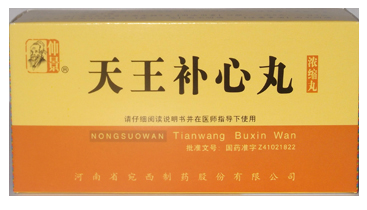 仲景®
天王补心丸
浓缩丸
请仔细阅读说明书并在医师指导下使用
NONGSUOWAN Tianwang Buxin Wan
批准文号：国药准字Z41021822
河南省宛西制药股份有限公司